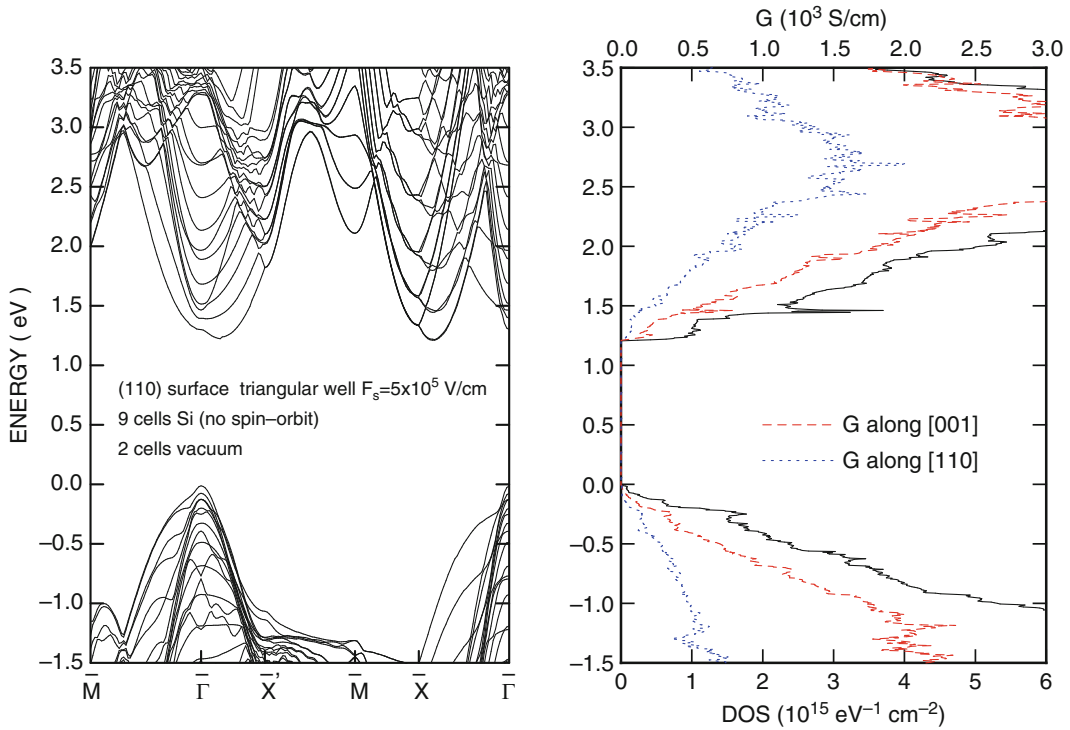 3.5
3.0
2.5
2.0
1.5
1.0
0.5
0.0
−0.5
−1.0
−1.5
ENERGY ( eV )
(110) surface triangular well Fₛ=5x10⁵ V/cm
9 cells Si (no spin–orbit)
2 cells vacuum
M̅ Γ̅ X̅' M̅ X̅ Γ̅
G (10³ S/cm)
0.0 0.5 1.0 1.5 2.0 2.5 3.0
3.5
3.0
2.5
2.0
1.5
1.0
0.5
0.0
−0.5
−1.0
−1.5
G along [001]
G along [110]
0 1 2 3 4 5 6
DOS (10¹⁵ eV⁻¹ cm⁻²)